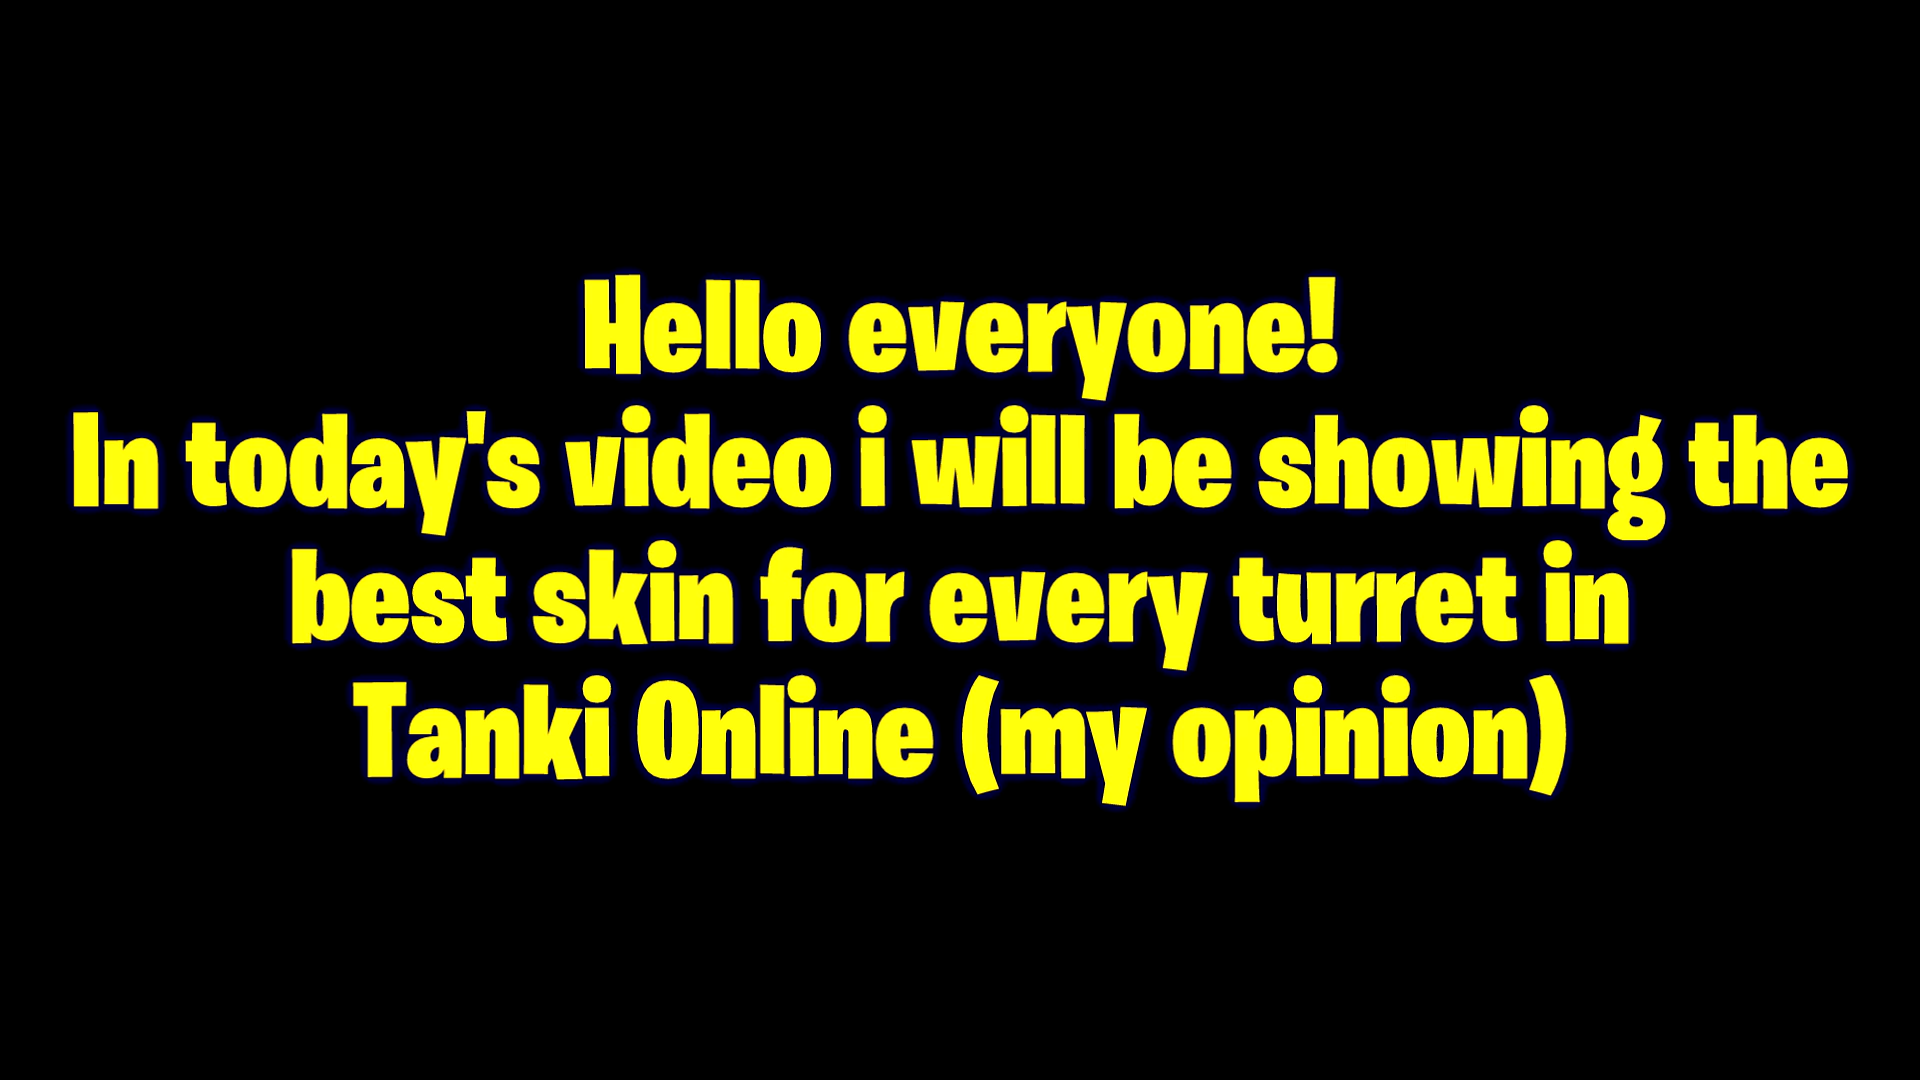 Hello everyone!
In today's video i will be showing the
best skin for every turret in
Tanki Online (my opinion)